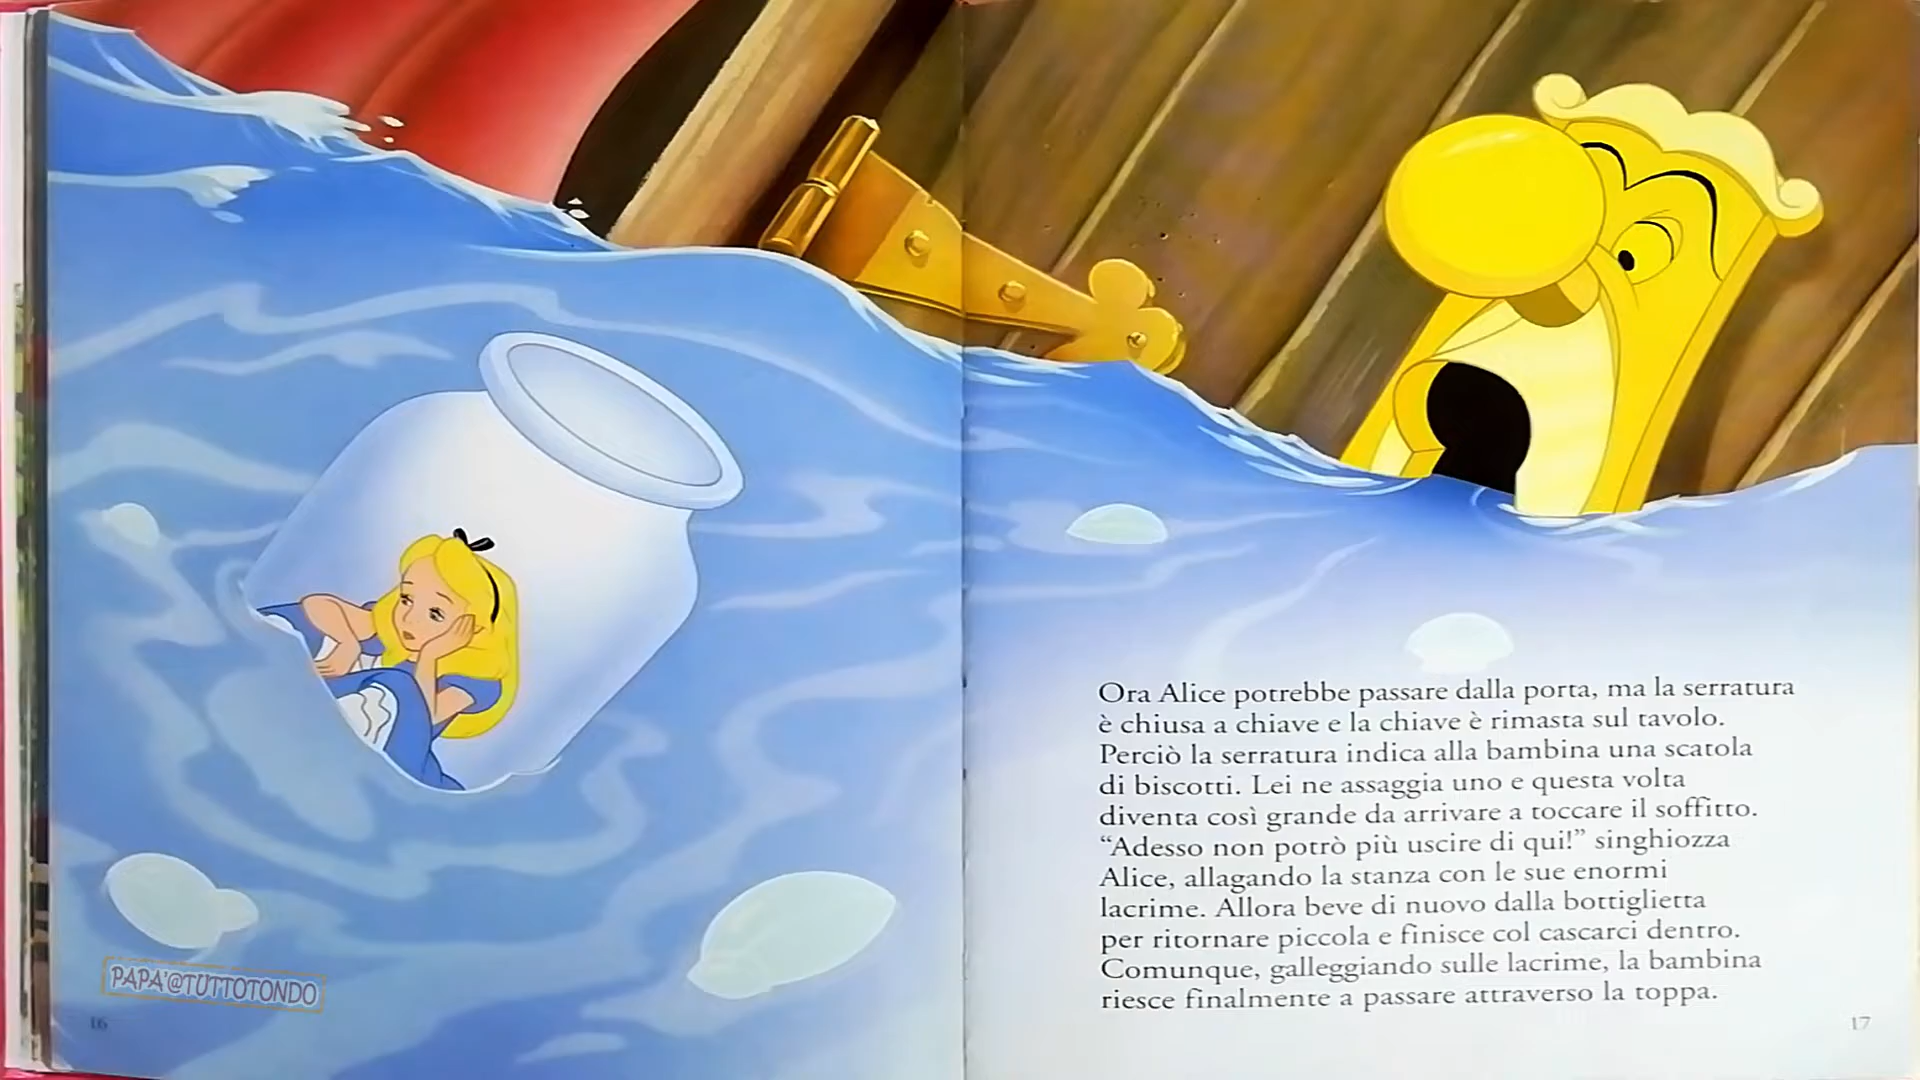 PAPA'@TUTTOTONDO
16
Ora Alice potrebbe passare dalla porta, ma la serratura
è chiusa a chiave e la chiave è rimasta sul tavolo.
Perciò la serratura indica alla bambina una scatola
di biscotti. Lei ne assaggia uno e questa volta
diventa così grande da arrivare a toccare il soffitto.
“Adesso non potrò più uscire di qui!” singhiozza
Alice, allagando la stanza con le sue enormi
lacrime. Allora beve di nuovo dalla bottiglietta
per ritornare piccola e finisce col cascarci dentro.
Comunque, galleggiando sulle lacrime, la bambina
riesce finalmente a passare attraverso la toppa.
17